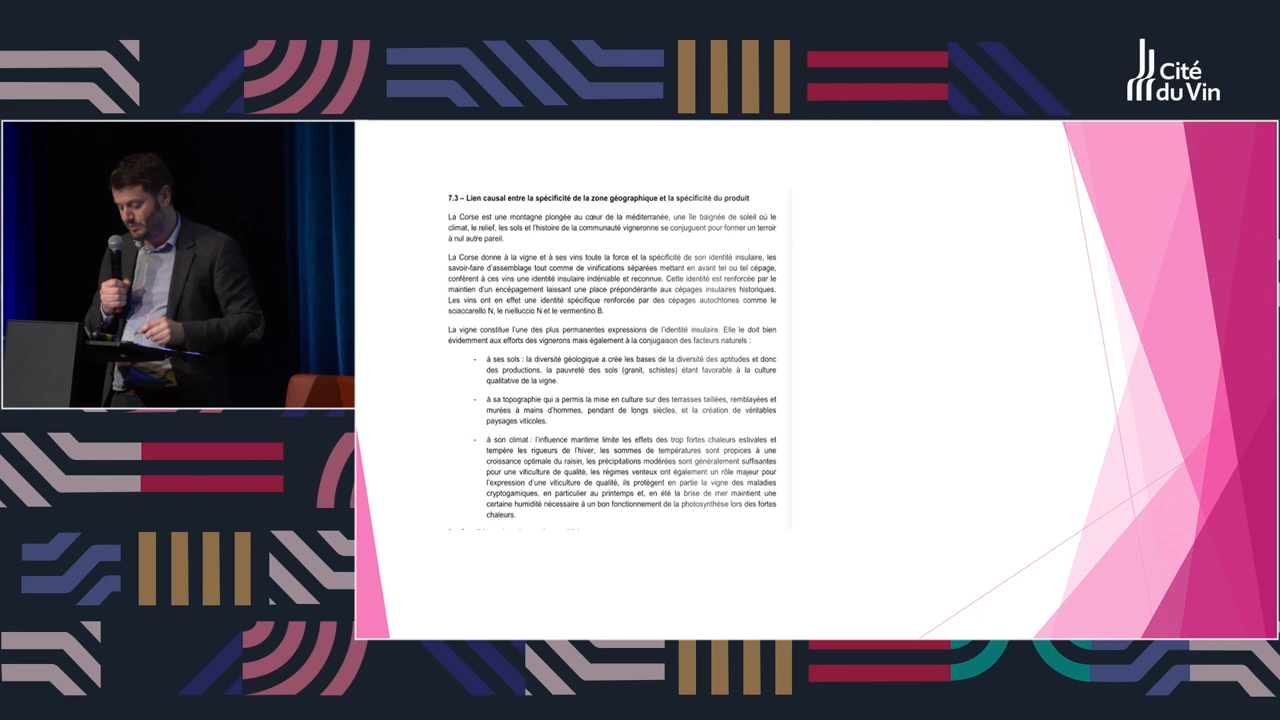 Cité
du Vin
7.3 – Lien causal entre la spécificité de la zone géographique et la spécificité du produit
La Corse est une montagne plongée au cœur de la méditerranée, une île baignée de soleil où le
climat, le relief, les sols et l'histoire de la communauté vigneronne se conjuguent pour former un terroir
à nul autre pareil.
La Corse donne à la vigne et à ses vins toute la force et la spécificité de son identité insulaire, les
savoir-faire d'assemblage tout comme de vinifications séparées mettant en avant tel ou tel cépage,
confèrent à ces vins une identité insulaire indéniable et reconnue. Cette identité est renforcée par le
maintien d'un encépagement laissant une place prépondérante aux cépages insulaires historiques.
Les vins ont en effet une identité spécifique renforcée par des cépages autochtones comme le
sciaccarello N, le nielluccio N et le vermentino B.
La vigne constitue l'une des plus permanentes expressions de l'identité insulaire. Elle le doit bien
évidemment aux efforts des vignerons mais également à la conjugaison des facteurs naturels :
- à ses sols : la diversité géologique a crée les bases de la diversité des aptitudes et donc
des productions, la pauvreté des sols (granit, schistes) étant favorable à la culture
qualitative de la vigne.
- à sa topographie qui a permis la mise en culture sur des terrasses taillées, remblayées et
murées à mains d'hommes, pendant de longs siècles, et la création de véritables
paysages viticoles.
- à son climat : l'influence maritime limite les effets des trop fortes chaleurs estivales et
tempère les rigueurs de l'hiver, les sommes de températures sont propices à une
croissance optimale du raisin, les précipitations modérées sont généralement suffisantes
pour une viticulture de qualité, les régimes venteux ont également un rôle majeur pour
l'expression d'une viticulture de qualité, ils protègent en partie la vigne des maladies
cryptogamiques, en particulier au printemps et, en été la brise de mer maintient une
certaine humidité nécessaire à un bon fonctionnement de la photosynthèse lors des fortes
chaleurs.